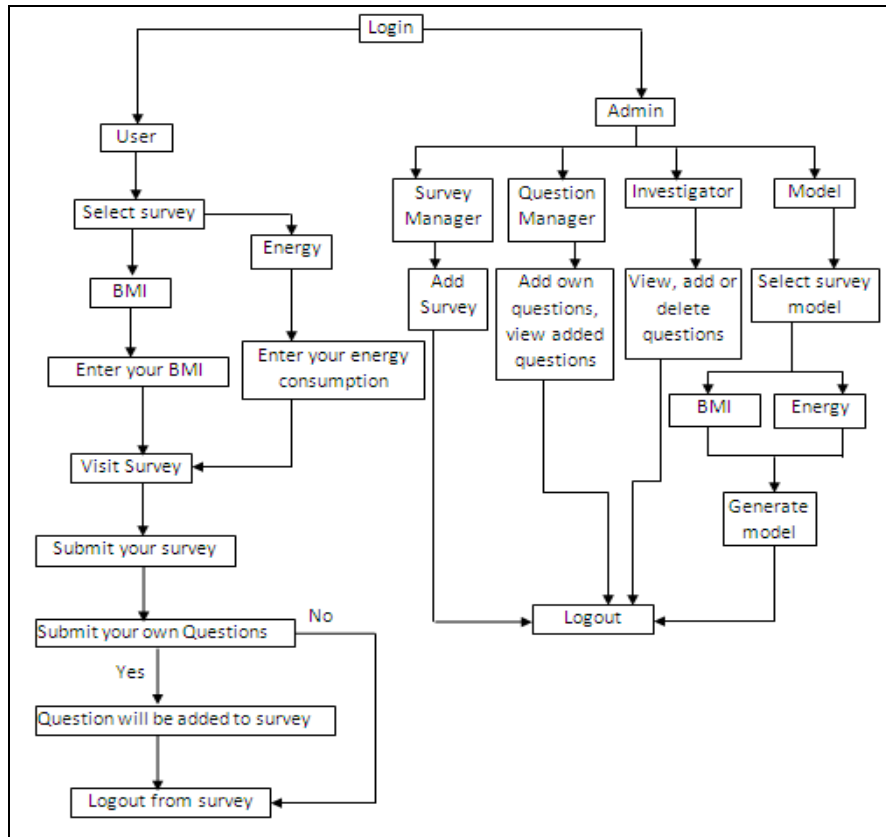 Login
User
Select survey
BMI
Energy
Enter your BMI
Enter your energy
consumption
Visit Survey
Submit your survey
Submit your own Questions
No
Yes
Question will be added to survey
Logout from survey
Admin
Survey
Manager
Question
Manager
Investigator
Model
Add
Survey
Add own
questions,
view added
questions
View, add or
delete
questions
Select survey
model
BMI
Energy
Generate
model
Logout